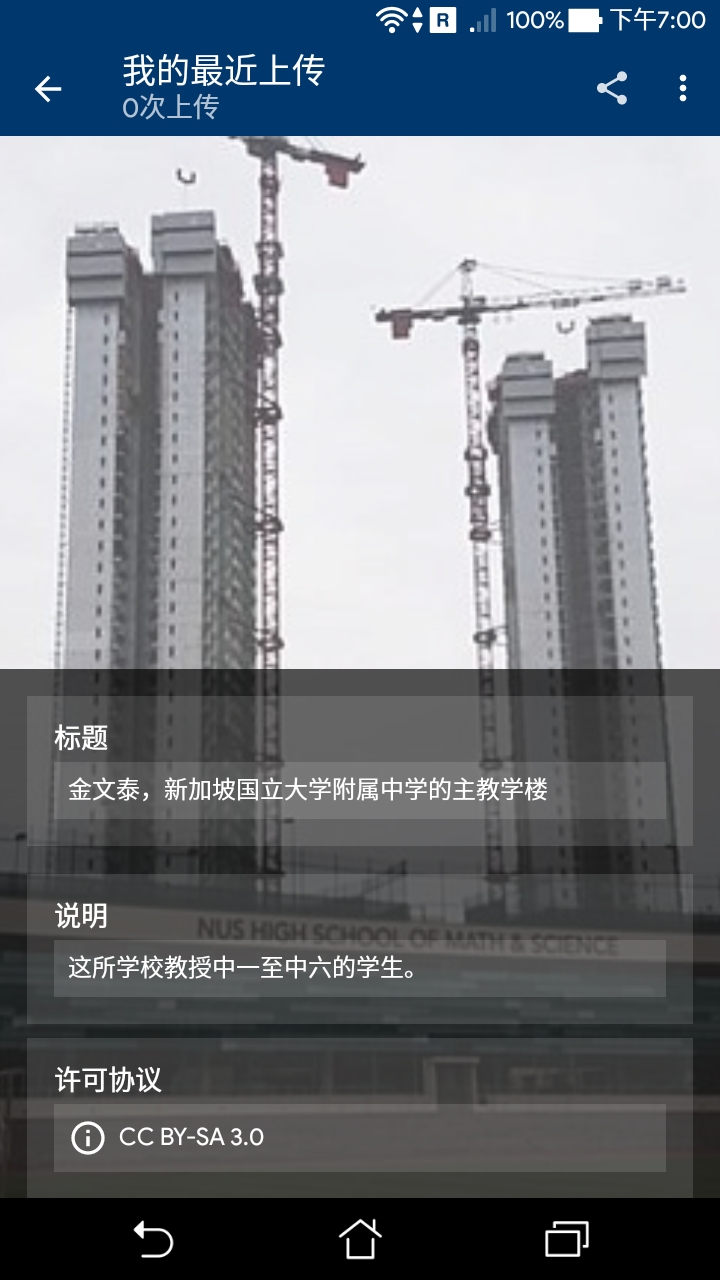 R 100% 下午7:00
我的最近上传
0次上传
标题
金文泰，新加坡国立大学附属中学的主教学楼
说明
NUS HIGH SCHOOL OF MATH & SCIENCE
这所学校教授中一至中六的学生。
许可协议
CC BY-SA 3.0